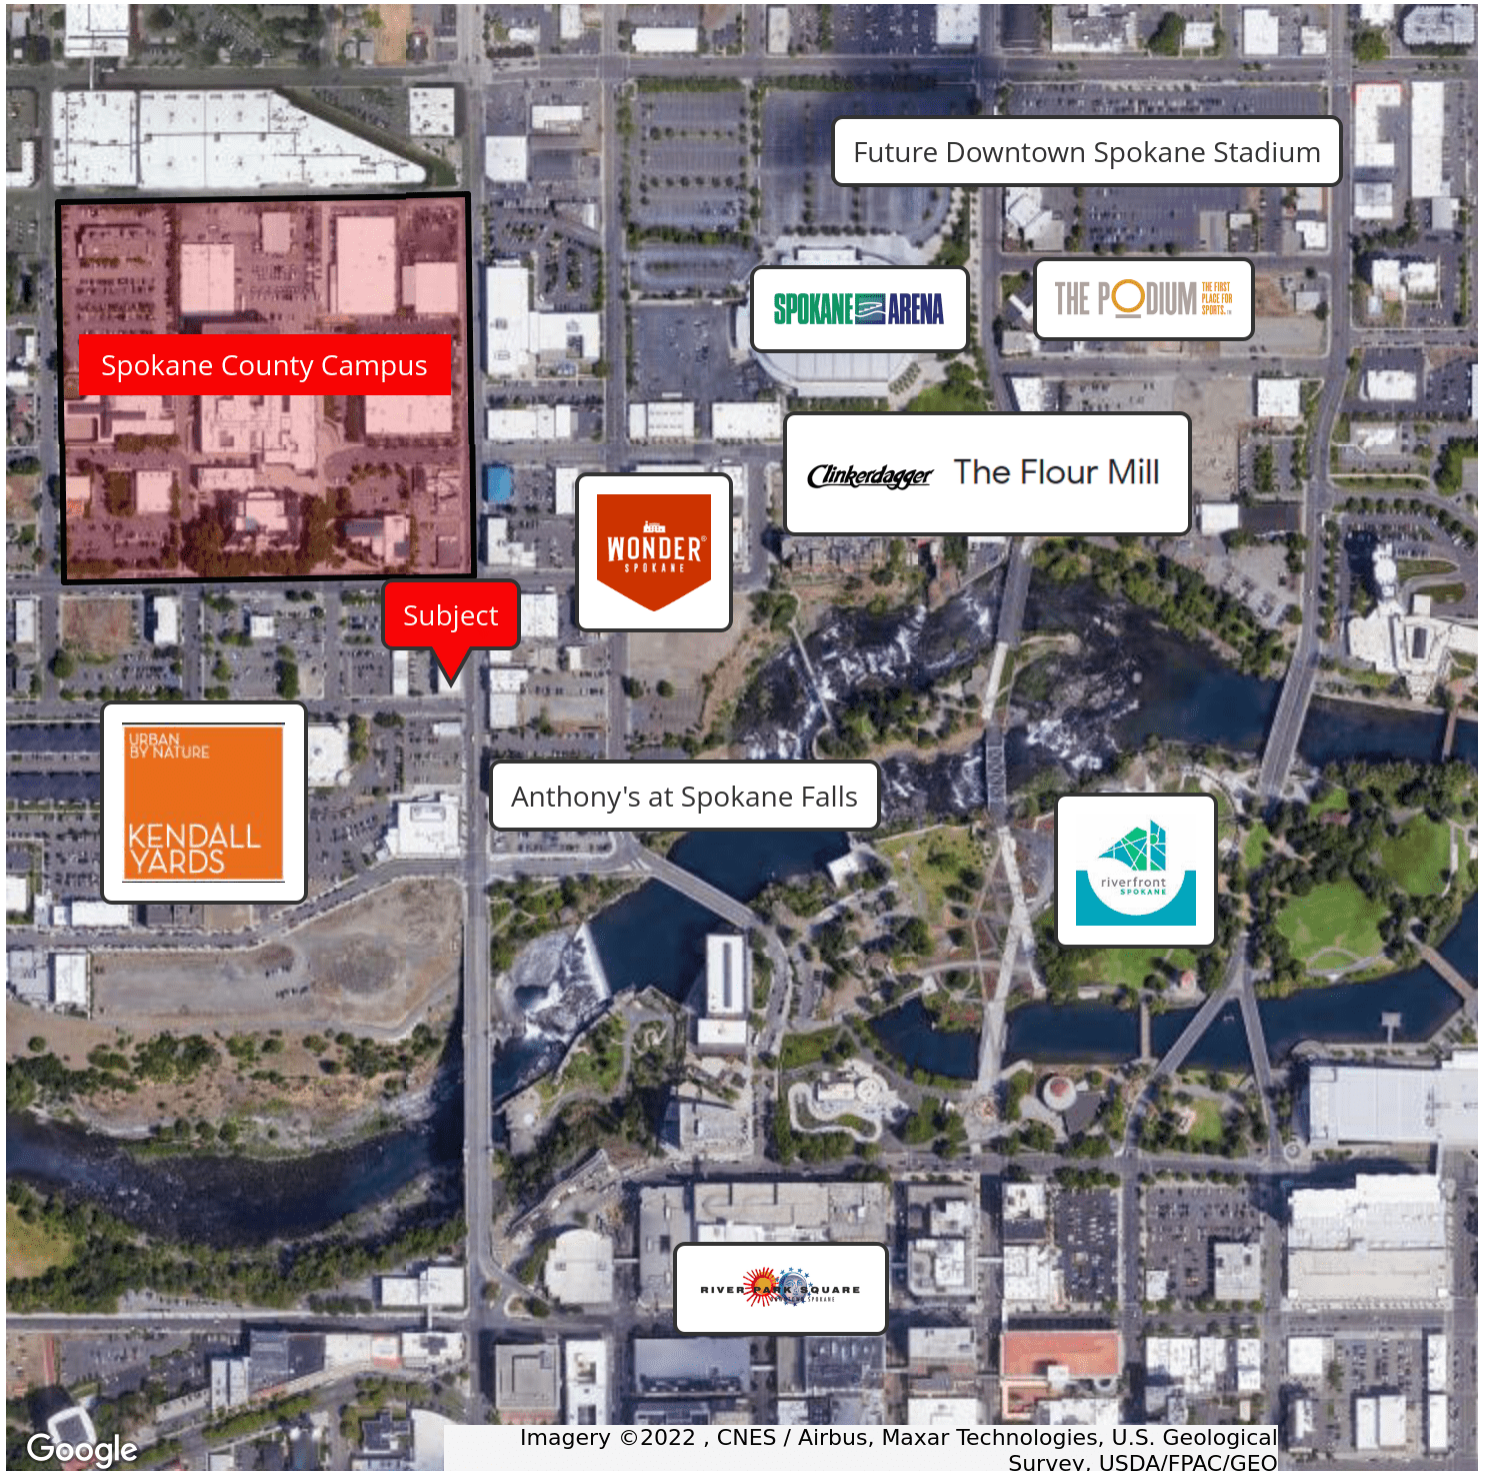 Future Downtown Spokane Stadium
SPOKANE ARENA
THE PODIUM THE FIRST
PLACE FOR
SPORTS.
Spokane County Campus
Clinkerdagger The Flour Mill
WONDER®
SPOKANE
Subject
URBAN
BY NATURE
KENDALL
YARDS
Anthony's at Spokane Falls
riverfront
SPOKANE
RIVER PARK SQUARE
Google
Imagery ©2022 , CNES / Airbus, Maxar Technologies, U.S. Geological
Survey, USDA/FPAC/GEO